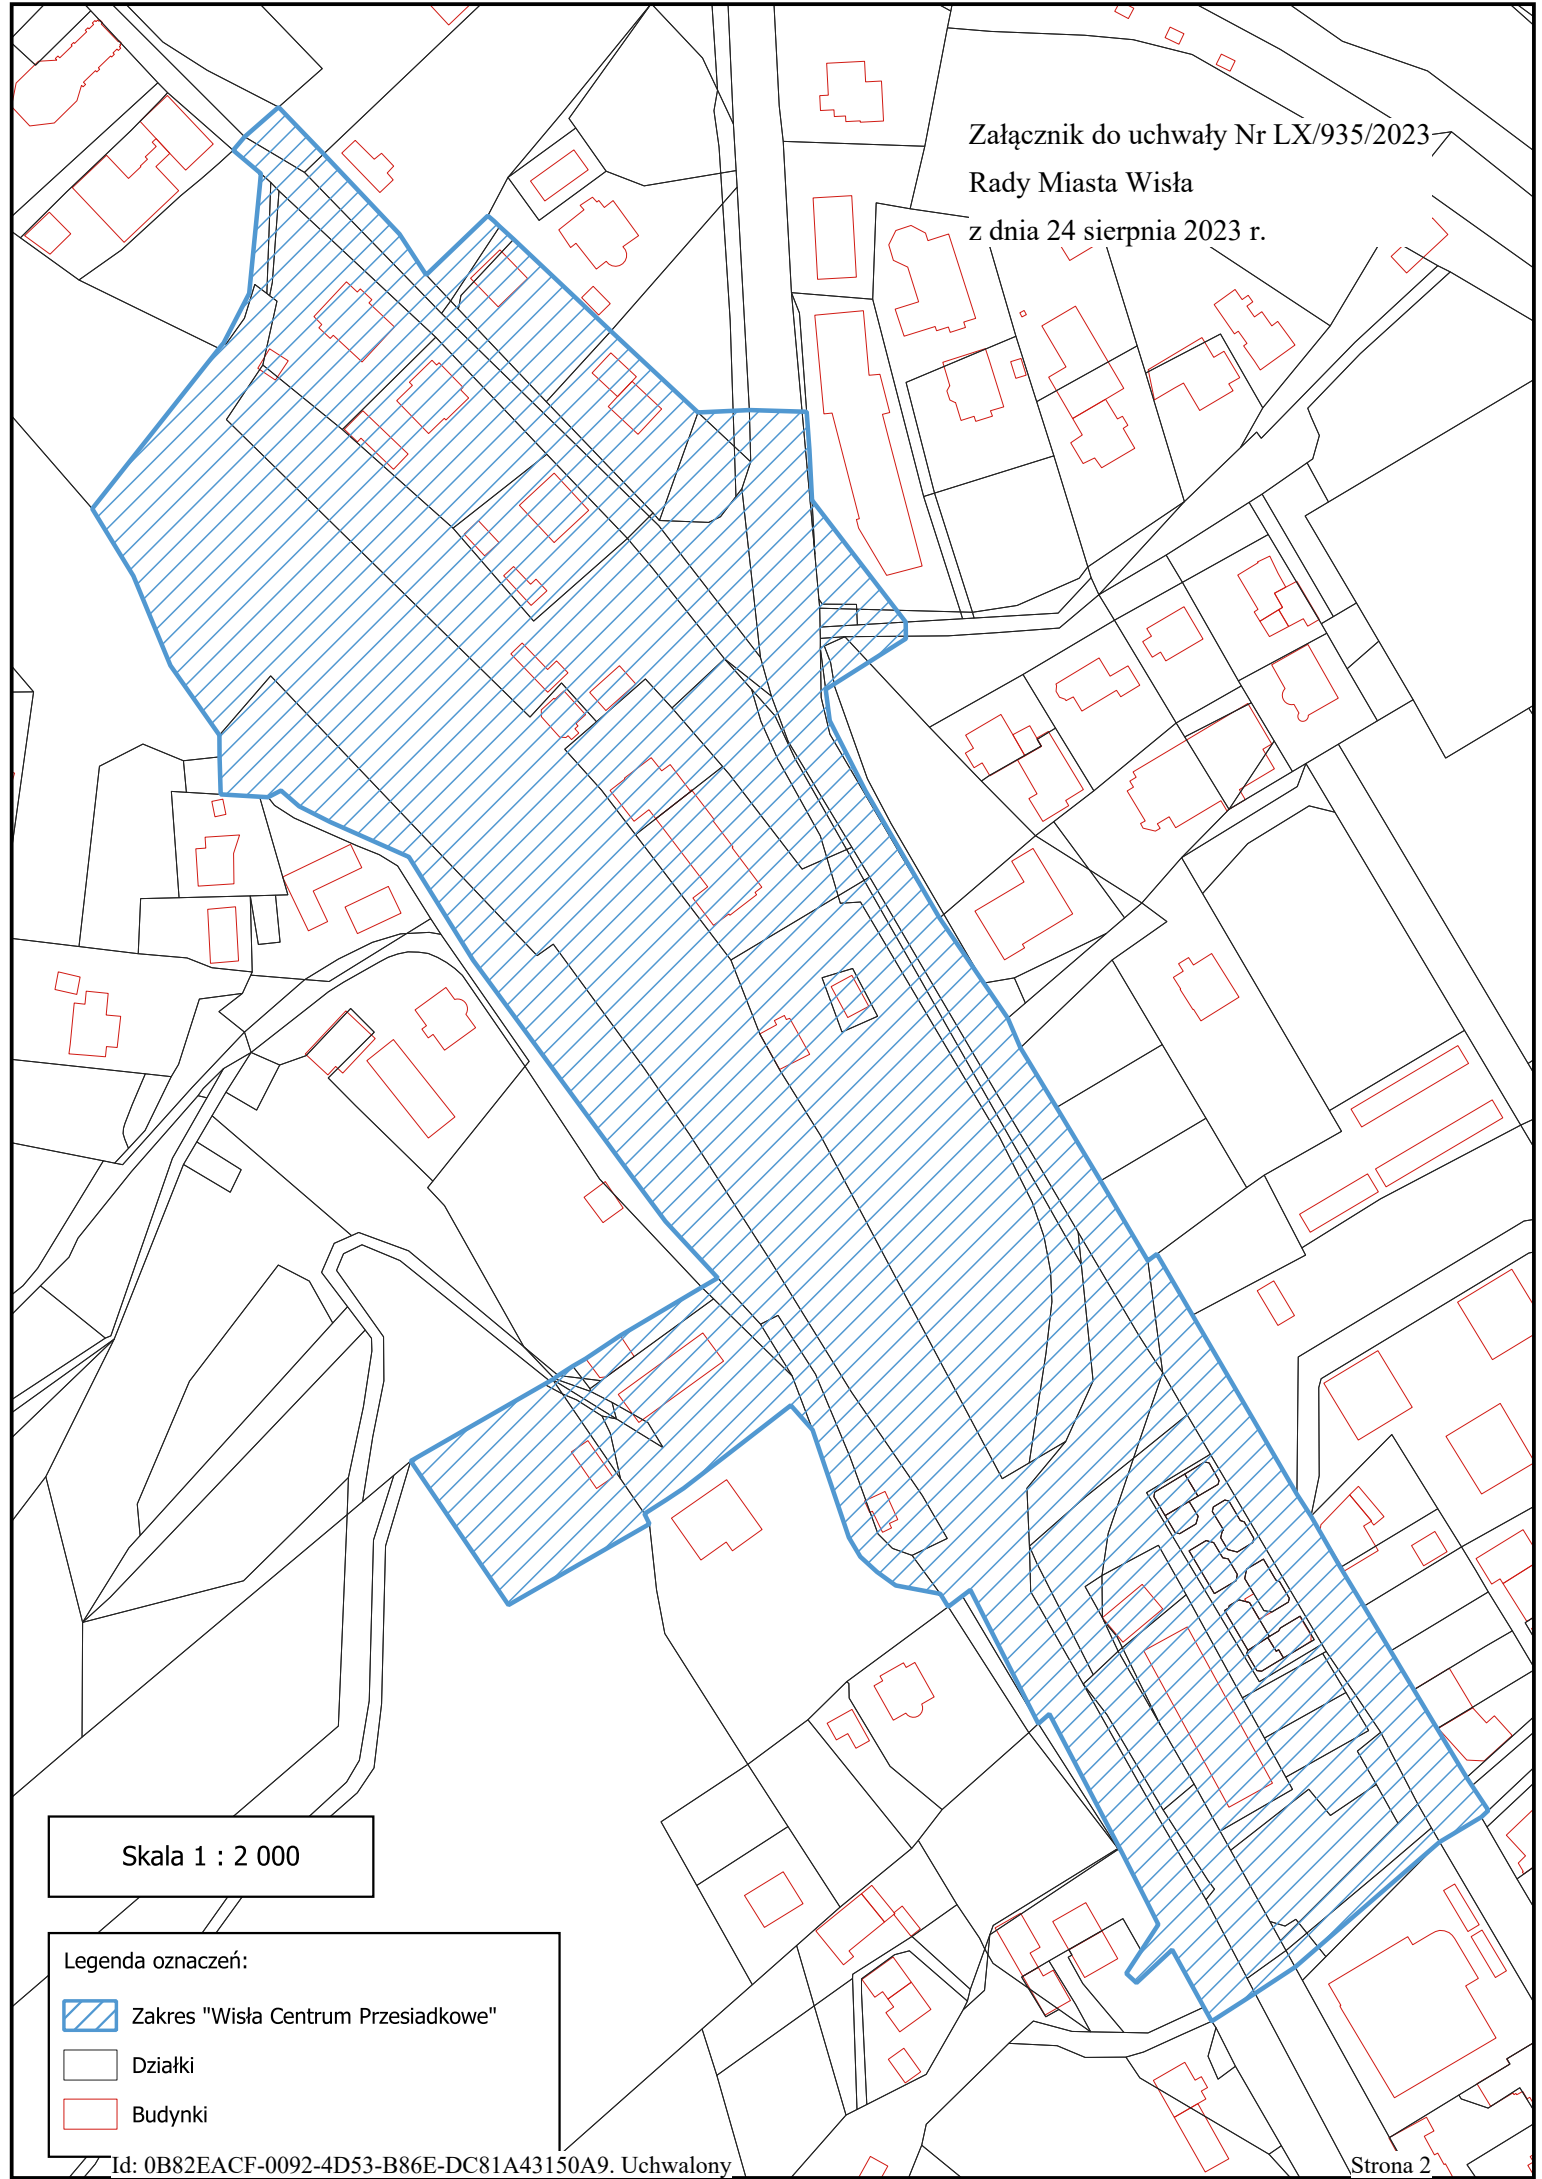 Załącznik do uchwały Nr LX/935/2023
Rady Miasta Wisła
z dnia 24 sierpnia 2023 r.
Skala 1 : 2 000
Legenda oznaczeń:
Zakres "Wisła Centrum Przesiadkowe"
Działki
Budynki
Id: 0B82EACF-0092-4D53-B86E-DC81A43150A9. Uchwalony
Strona 2